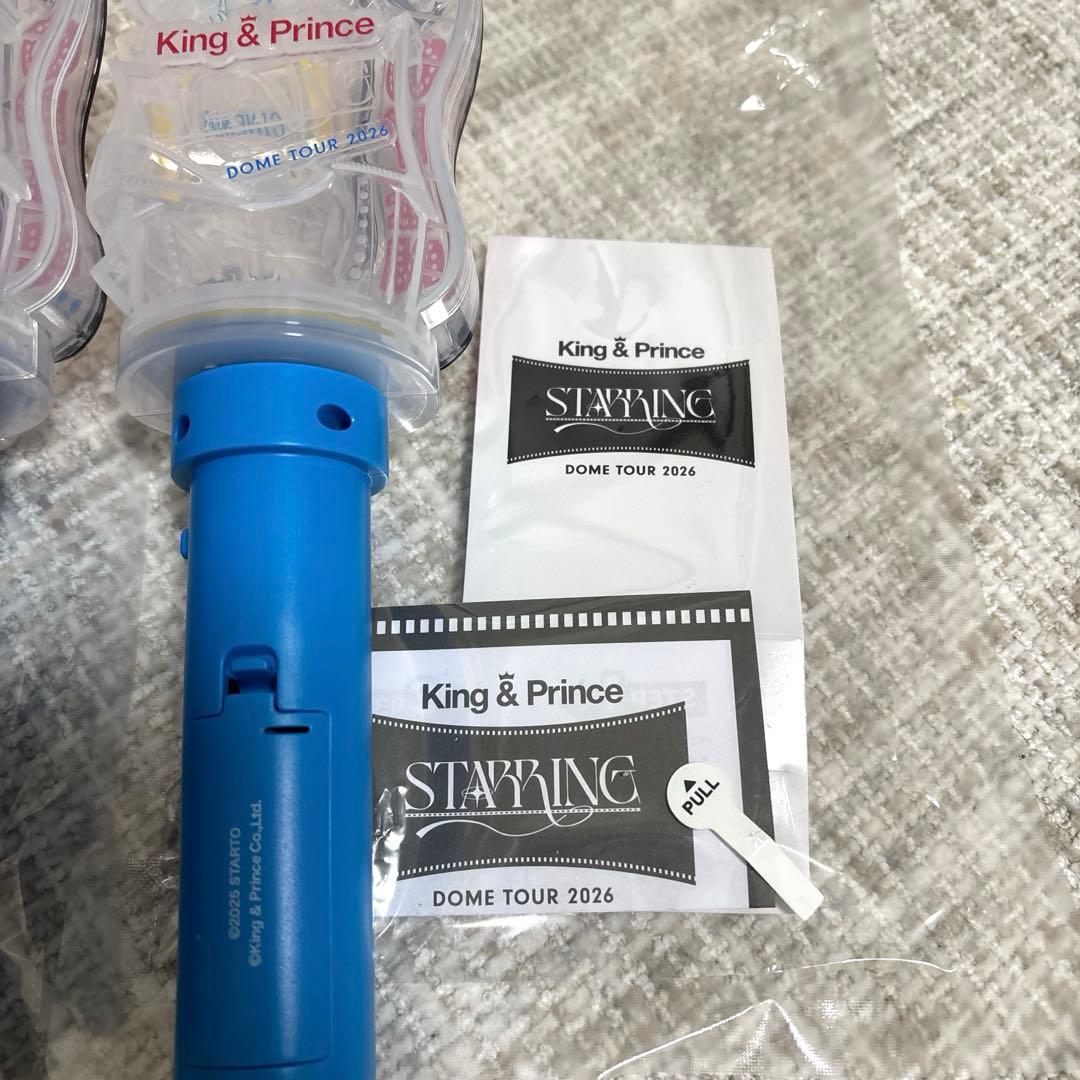 King & Prince
DOME TOUR 2026
King & Prince
STARRING
DOME TOUR 2026
King & Prince
STARRING
DOME TOUR 2026
PULL
©2025 STARTO
©King & Prince Co.,Ltd.